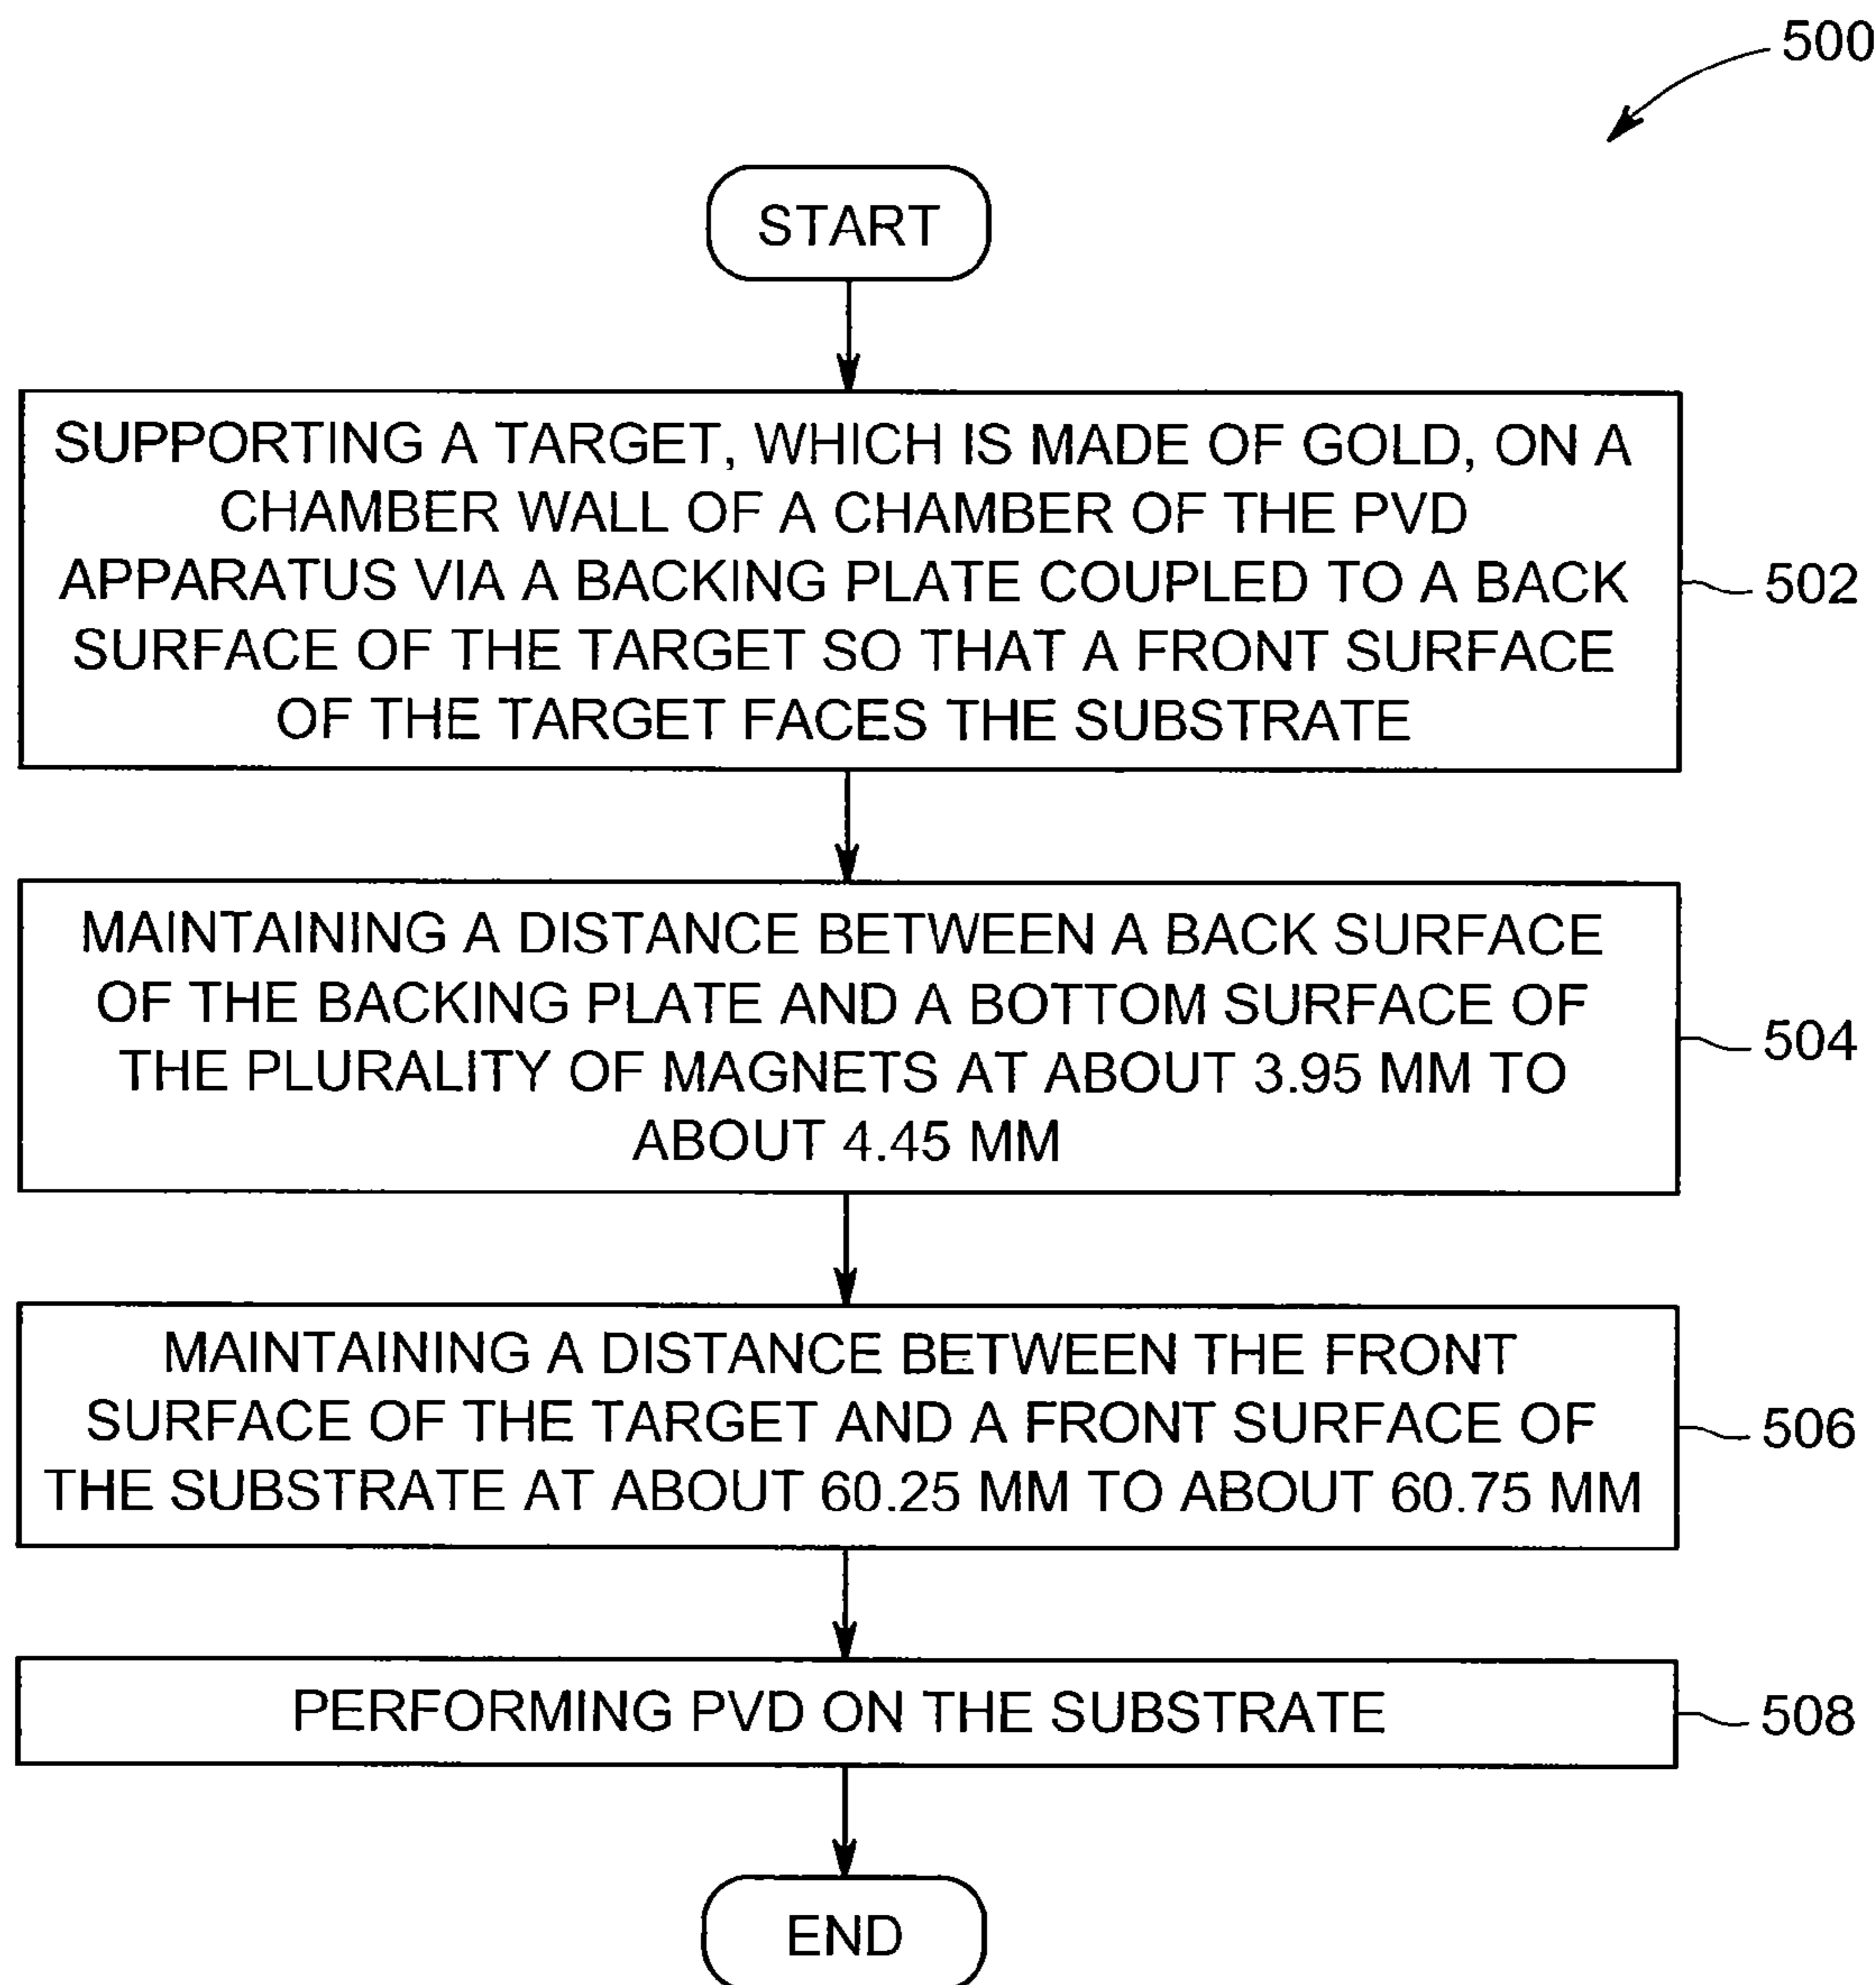 500
START
SUPPORTING A TARGET, WHICH IS MADE OF GOLD, ON A
CHAMBER WALL OF A CHAMBER OF THE PVD
APPARATUS VIA A BACKING PLATE COUPLED TO A BACK
SURFACE OF THE TARGET SO THAT A FRONT SURFACE
OF THE TARGET FACES THE SUBSTRATE
502
MAINTAINING A DISTANCE BETWEEN A BACK SURFACE
OF THE BACKING PLATE AND A BOTTOM SURFACE OF
THE PLURALITY OF MAGNETS AT ABOUT 3.95 MM TO
ABOUT 4.45 MM
504
MAINTAINING A DISTANCE BETWEEN THE FRONT
SURFACE OF THE TARGET AND A FRONT SURFACE OF
THE SUBSTRATE AT ABOUT 60.25 MM TO ABOUT 60.75 MM
506
PERFORMING PVD ON THE SUBSTRATE
508
END